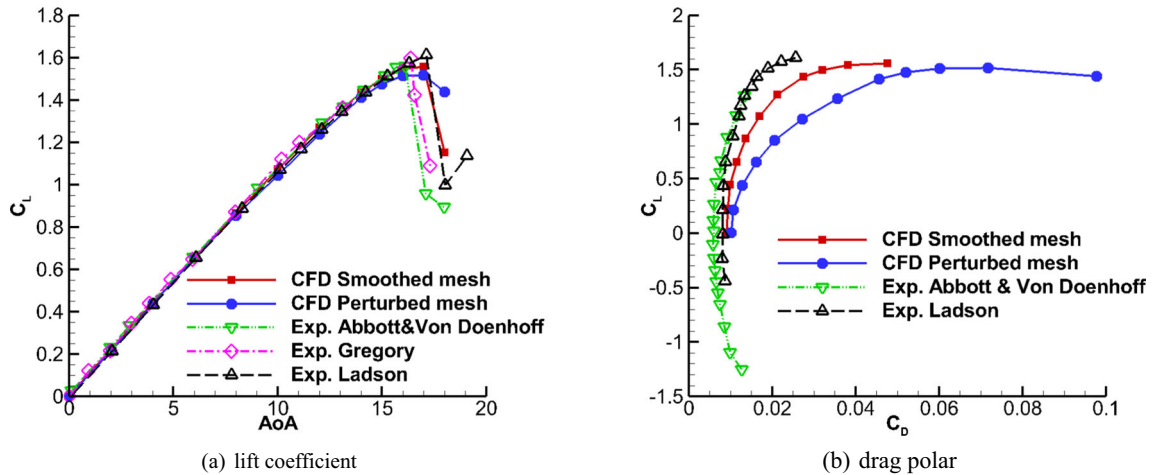 1.8
1.6
1.4
1.2
1
0.8
0.6
0.4
0.2
0
C_L
0 5 10 15 20
AoA
CFD Smoothed mesh
CFD Perturbed mesh
Exp. Abbott&Von Doenhoff
Exp. Gregory
Exp. Ladson
(a) lift coefficient
2
1.5
1
0.5
0
-0.5
-1
-1.5
C_L
0 0.02 0.04 0.06 0.08 0.1
C_D
CFD Smoothed mesh
CFD Perturbed mesh
Exp. Abbott & Von Doenhoff
Exp. Ladson
(b) drag polar